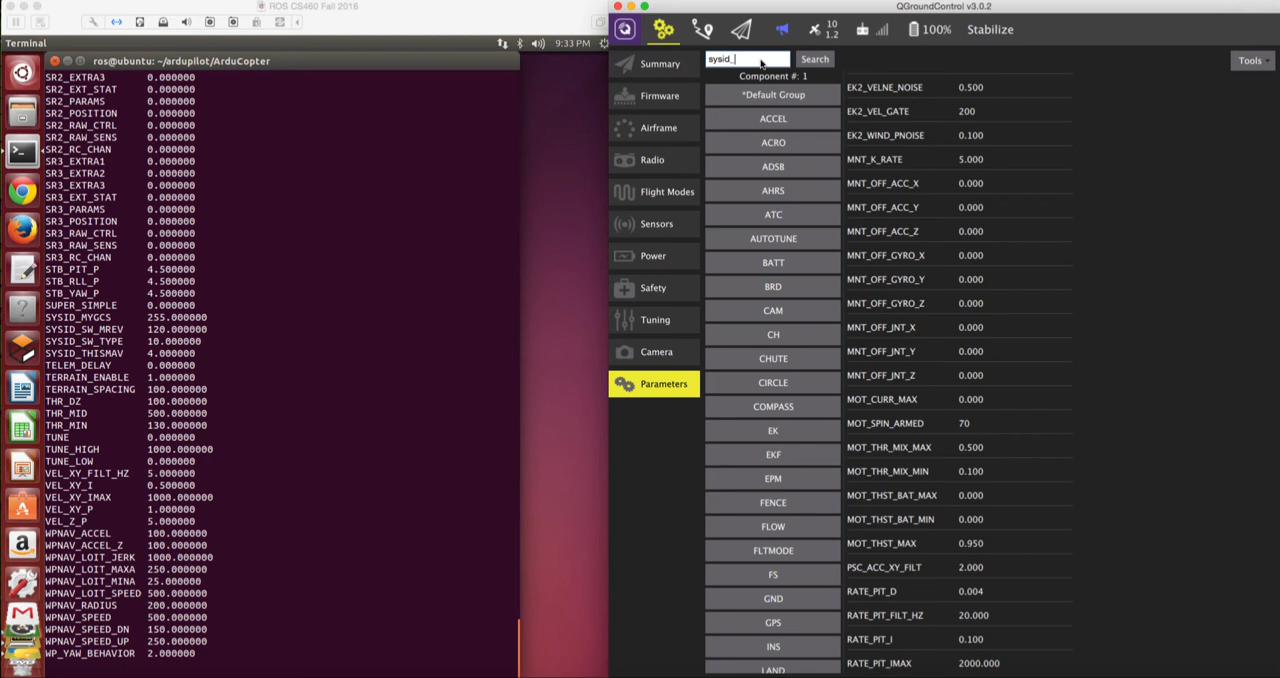 ROS CS460 Fall 2016
Terminal
9:33 PM
ros@ubuntu: ~/ardupilot/ArduCopter
SR2_EXTRA3 0.000000
SR2_EXT_STAT 0.000000
SR2_PARAMS 0.000000
SR2_POSITION 0.000000
SR2_RAW_CTRL 0.000000
SR2_RAW_SENS 0.000000
SR2_RC_CHAN 0.000000
SR3_EXTRA1 0.000000
SR3_EXTRA2 0.000000
SR3_EXTRA3 0.000000
SR3_EXT_STAT 0.000000
SR3_PARAMS 0.000000
SR3_POSITION 0.000000
SR3_RAW_CTRL 0.000000
SR3_RAW_SENS 0.000000
SR3_RC_CHAN 0.000000
STB_PIT_P 4.500000
STB_RLL_P 4.500000
STB_YAW_P 4.500000
SUPER_SIMPLE 0.000000
SYSID_MYGCS 255.000000
SYSID_SW_MREV 120.000000
SYSID_SW_TYPE 10.000000
SYSID_THISMAV 4.000000
TELEM_DELAY 0.000000
TERRAIN_ENABLE 1.000000
TERRAIN_SPACING 100.000000
THR_DZ 100.000000
THR_MID 500.000000
THR_MIN 130.000000
TUNE 0.000000
TUNE_HIGH 1000.000000
TUNE_LOW 0.000000
VEL_XY_FILT_HZ 5.000000
VEL_XY_I 0.500000
VEL_XY_IMAX 1000.000000
VEL_XY_P 1.000000
VEL_Z_P 5.000000
WPNAV_ACCEL 100.000000
WPNAV_ACCEL_Z 100.000000
WPNAV_LOIT_JERK 1000.000000
WPNAV_LOIT_MAXA 250.000000
WPNAV_LOIT_MINA 25.000000
WPNAV_LOIT_SPEED 500.000000
WPNAV_RADIUS 200.000000
WPNAV_SPEED 500.000000
WPNAV_SPEED_DN 150.000000
WPNAV_SPEED_UP 250.000000
WP_YAW_BEHAVIOR 2.000000
QGroundControl v3.0.2
10
1.2
100%
Stabilize
Summary
Firmware
Airframe
Radio
Flight Modes
Sensors
Power
Safety
Tuning
Camera
Parameters
sysid_
Search
Tools
Component #: 1
*Default Group
ACCEL
ACRO
ADSB
AHRS
ATC
AUTOTUNE
BATT
BRD
CAM
CH
CHUTE
CIRCLE
COMPASS
EK
EKF
EPM
FENCE
FLOW
FLTMODE
FS
GND
GPS
INS
LAND
EK2_VELNE_NOISE 0.500
EK2_VEL_GATE 200
EK2_WIND_PNOISE 0.100
MNT_K_RATE 5.000
MNT_OFF_ACC_X 0.000
MNT_OFF_ACC_Y 0.000
MNT_OFF_ACC_Z 0.000
MNT_OFF_GYRO_X 0.000
MNT_OFF_GYRO_Y 0.000
MNT_OFF_GYRO_Z 0.000
MNT_OFF_JNT_X 0.000
MNT_OFF_JNT_Y 0.000
MNT_OFF_JNT_Z 0.000
MOT_CURR_MAX 0.000
MOT_SPIN_ARMED 70
MOT_THR_MIX_MAX 0.500
MOT_THR_MIX_MIN 0.100
MOT_THST_BAT_MAX 0.000
MOT_THST_BAT_MIN 0.000
MOT_THST_MAX 0.950
PSC_ACC_XY_FILT 2.000
RATE_PIT_D 0.004
RATE_PIT_FILT_HZ 20.000
RATE_PIT_I 0.100
RATE_PIT_IMAX 2000.000